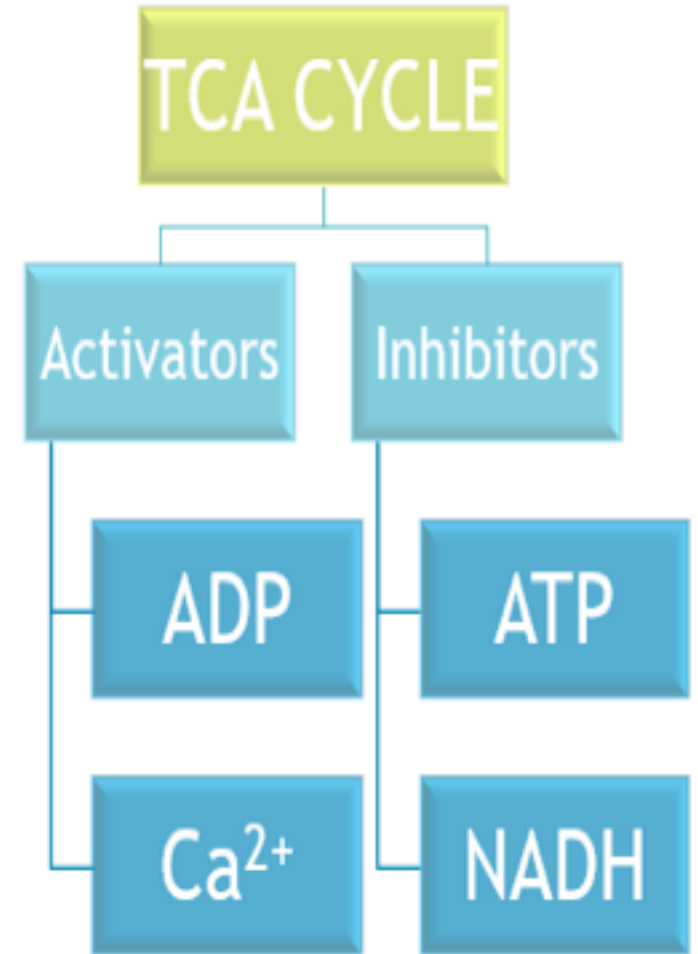 TCA CYCLE
Activators
Inhibitors
ADP
ATP
Ca²⁺
NADH